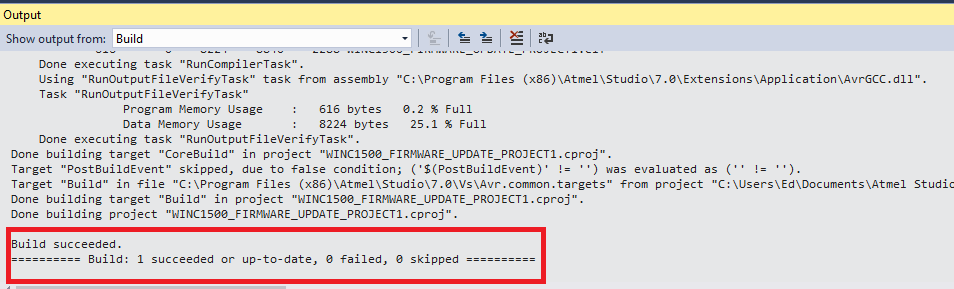 Output
Show output from: Build
Done executing task "RunCompilerTask".
Using "RunOutputFileVerifyTask" task from assembly "C:\Program Files (x86)\Atmel\Studio\7.0\Extensions\Application\AvrGCC.dll".
Task "RunOutputFileVerifyTask"
Program Memory Usage : 616 bytes 0.2 % Full
Data Memory Usage : 8224 bytes 25.1 % Full
Done executing task "RunOutputFileVerifyTask".
Done building target "CoreBuild" in project "WINC1500_FIRMWARE_UPDATE_PROJECT1.cproj".
Target "PostBuildEvent" skipped, due to false condition; ('$(PostBuildEvent)' != '') was evaluated as ('' != '').
Target "Build" in file "C:\Program Files (x86)\Atmel\Studio\7.0\Vs\Avr.common.targets" from project "C:\Users\Ed\Documents\Atmel Studio
Done building target "Build" in project "WINC1500_FIRMWARE_UPDATE_PROJECT1.cproj".
Done building project "WINC1500_FIRMWARE_UPDATE_PROJECT1.cproj".
Build succeeded.
========== Build: 1 succeeded or up-to-date, 0 failed, 0 skipped ==========